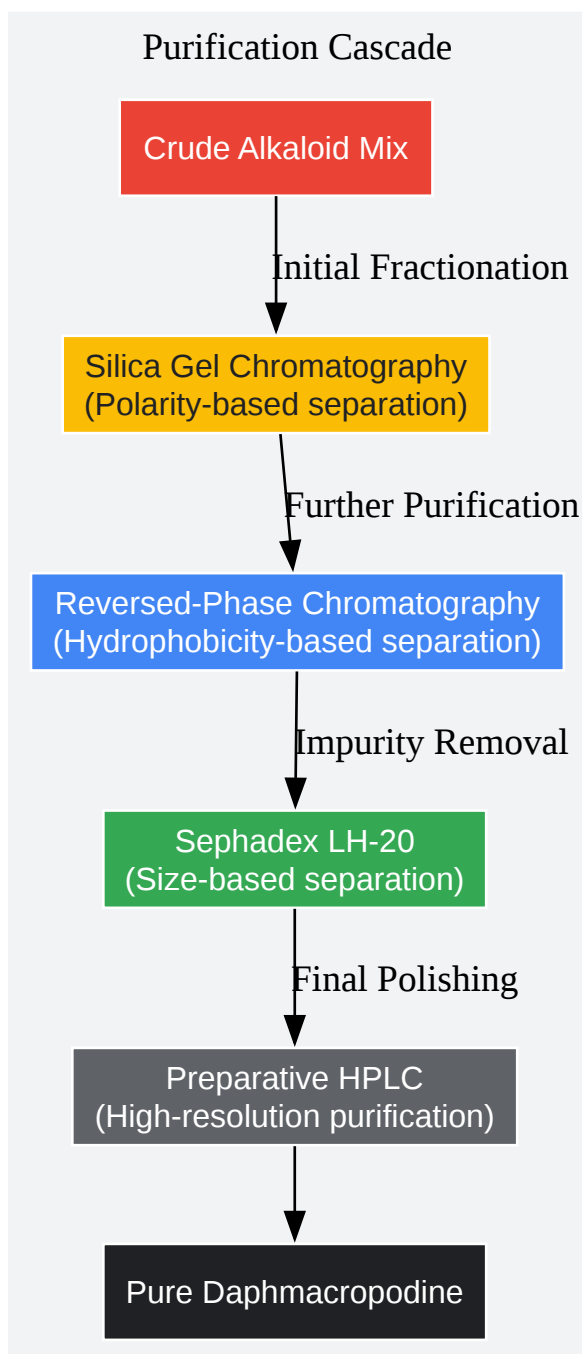 Purification Cascade
Crude Alkaloid Mix
Initial Fractionation
Silica Gel Chromatography
(Polarity-based separation)
Further Purification
Reversed-Phase Chromatography
(Hydrophobicity-based separation)
Impurity Removal
Sephadex LH-20
(Size-based separation)
Final Polishing
Preparative HPLC
(High-resolution purification)
Pure Daphmacropodine